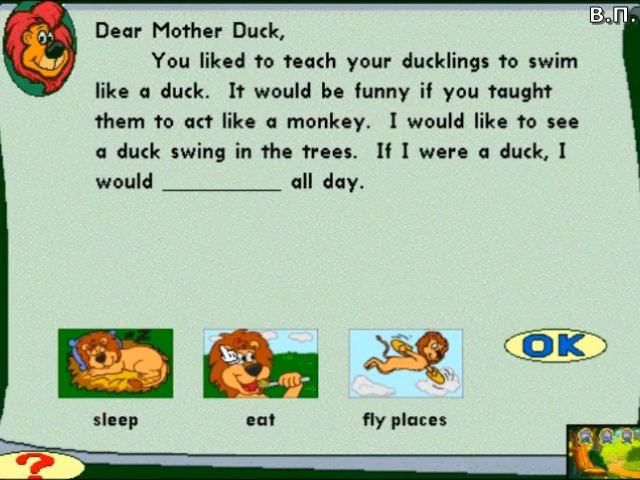 В.П.
Dear Mother Duck,
You liked to teach your ducklings to swim
like a duck. It would be funny if you taught
them to act like a monkey. I would like to see
a duck swing in the trees. If I were a duck, I
would __________ all day.
OK
sleep eat fly places
?